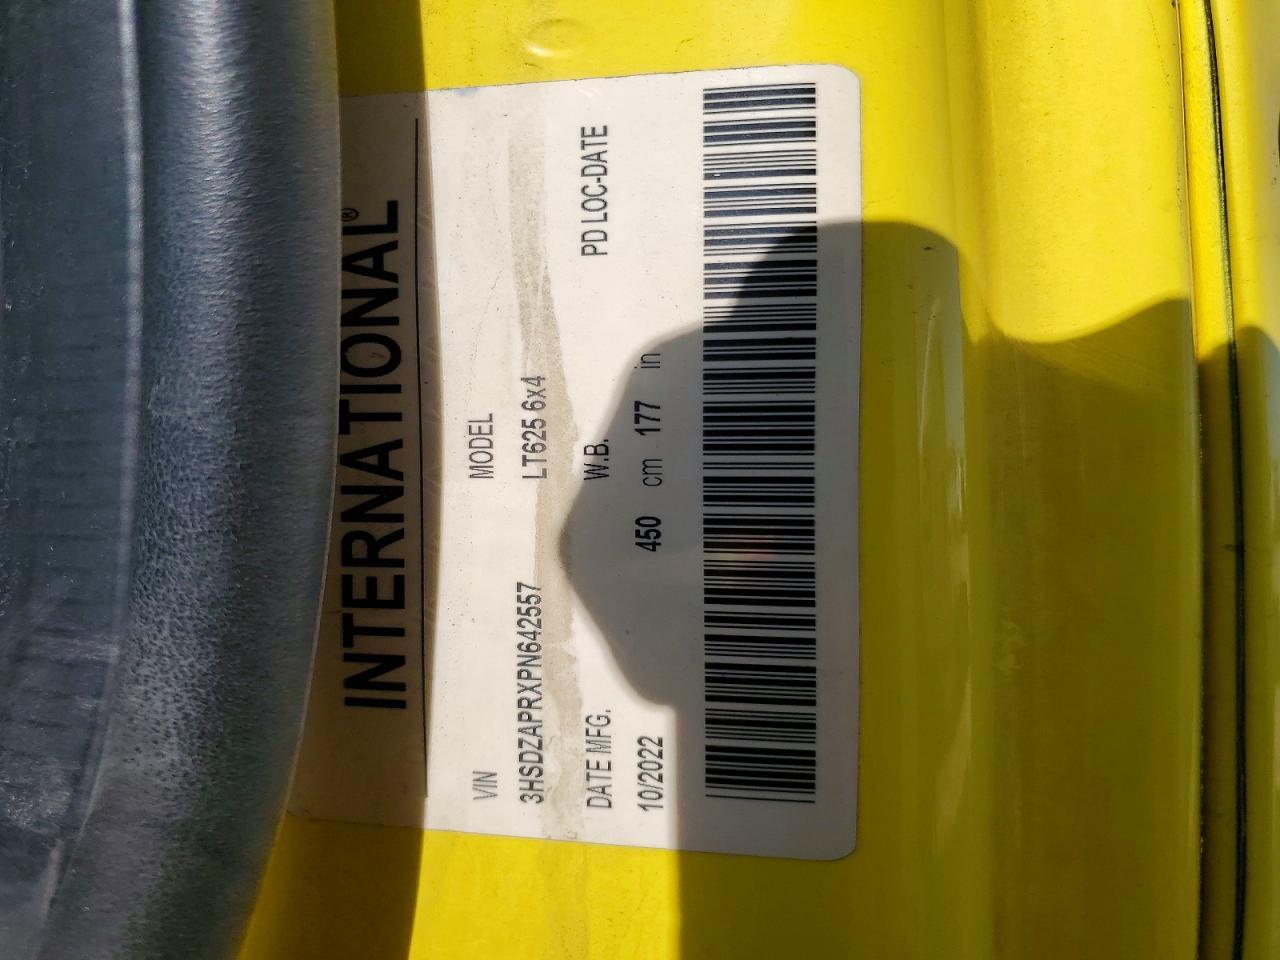 INTERNATIONAL®
VIN MODEL
3HSDZAPRXPN642557 LT625 6x4
DATE MFG. W.B. PD LOC-DATE
10/2022 450 cm 177 in